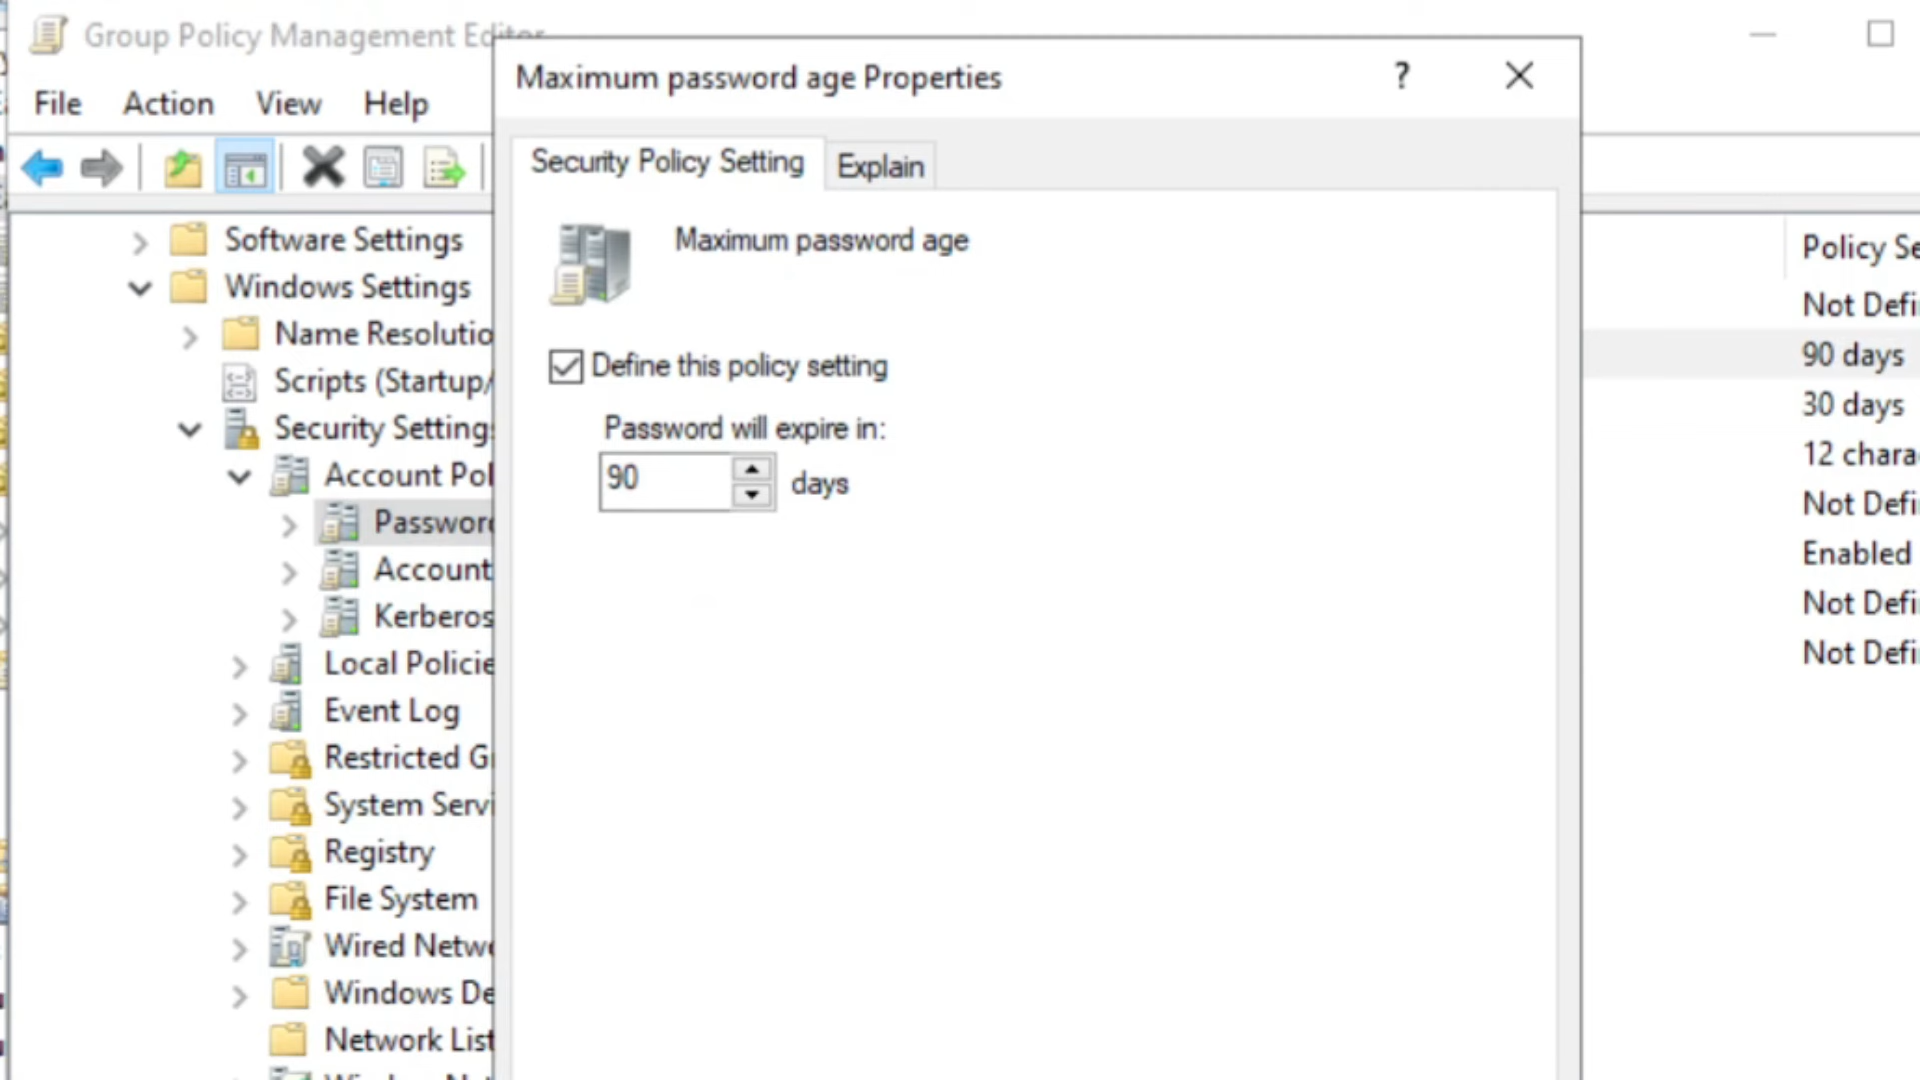 Group Policy Management Editor
File Action View Help
Maximum password age Properties
?
Security Policy Setting
Explain
Maximum password age
Define this policy setting
Password will expire in:
90
days
Software Settings
Windows Settings
Name Resolutio
Scripts (Startup/
Security Setting
Account Pol
Password
Account
Kerberos
Local Policie
Event Log
Restricted G
System Servi
Registry
File System
Wired Netw
Windows De
Network List
Policy Se
Not Defi
90 days
30 days
12 chara
Not Defi
Enabled
Not Defi
Not Defi